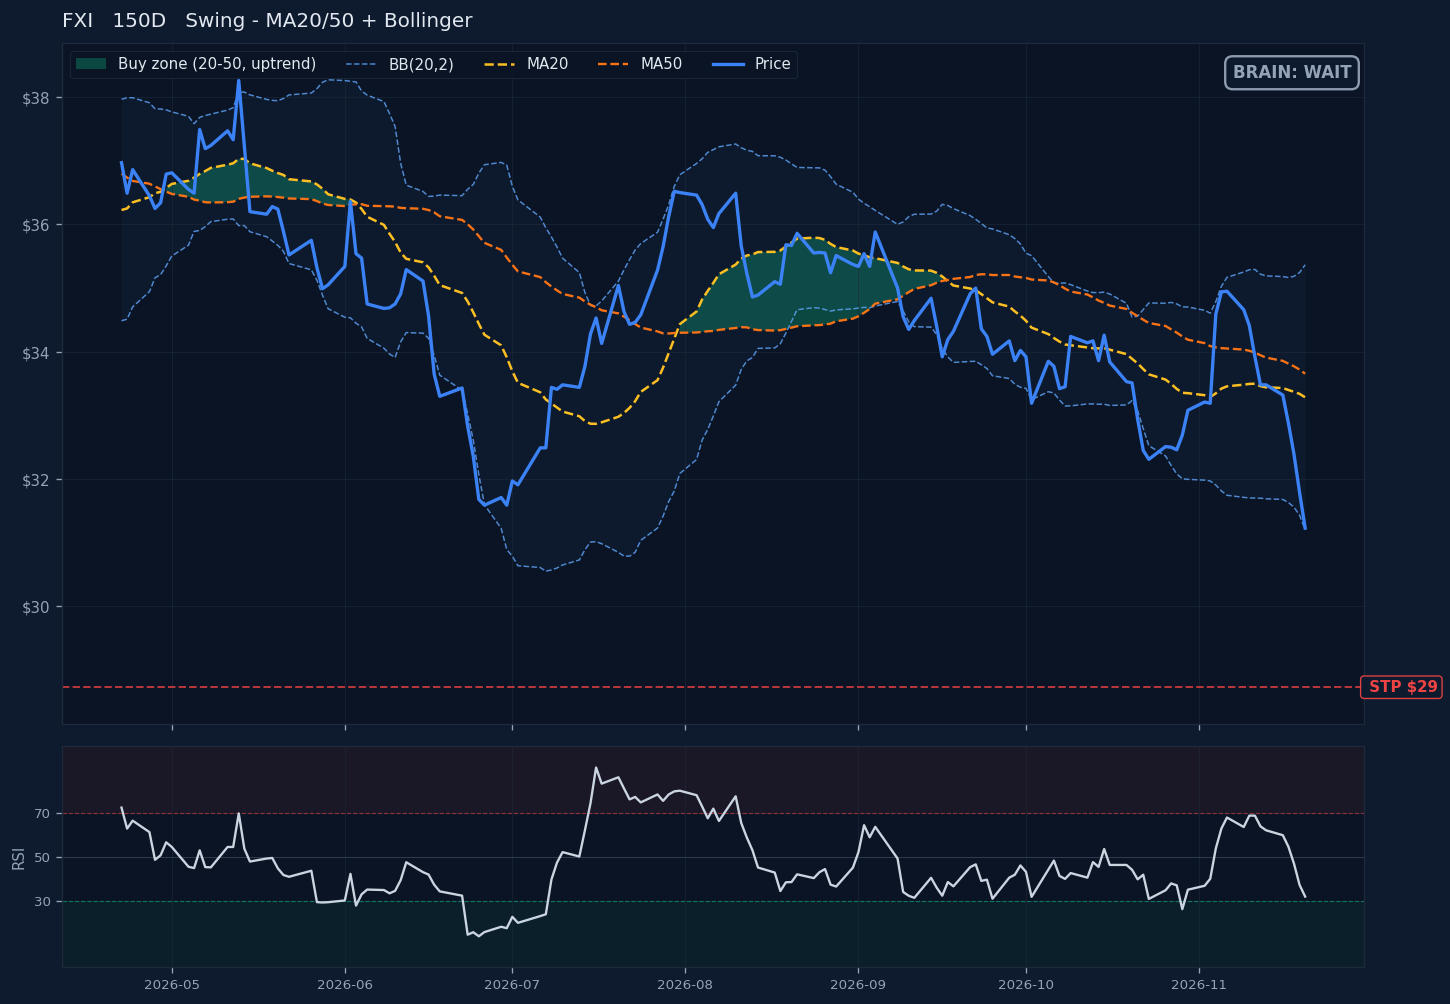 FXI   150D   Swing - MA20/50 + Bollinger
Buy zone (20-50, uptrend)   BB(20,2)   MA20   MA50   Price
BRAIN: WAIT
$38
$36
$34
$32
$30
STP $29
70
50
30
RSI
2026-05   2026-06   2026-07   2026-08   2026-09   2026-10   2026-11